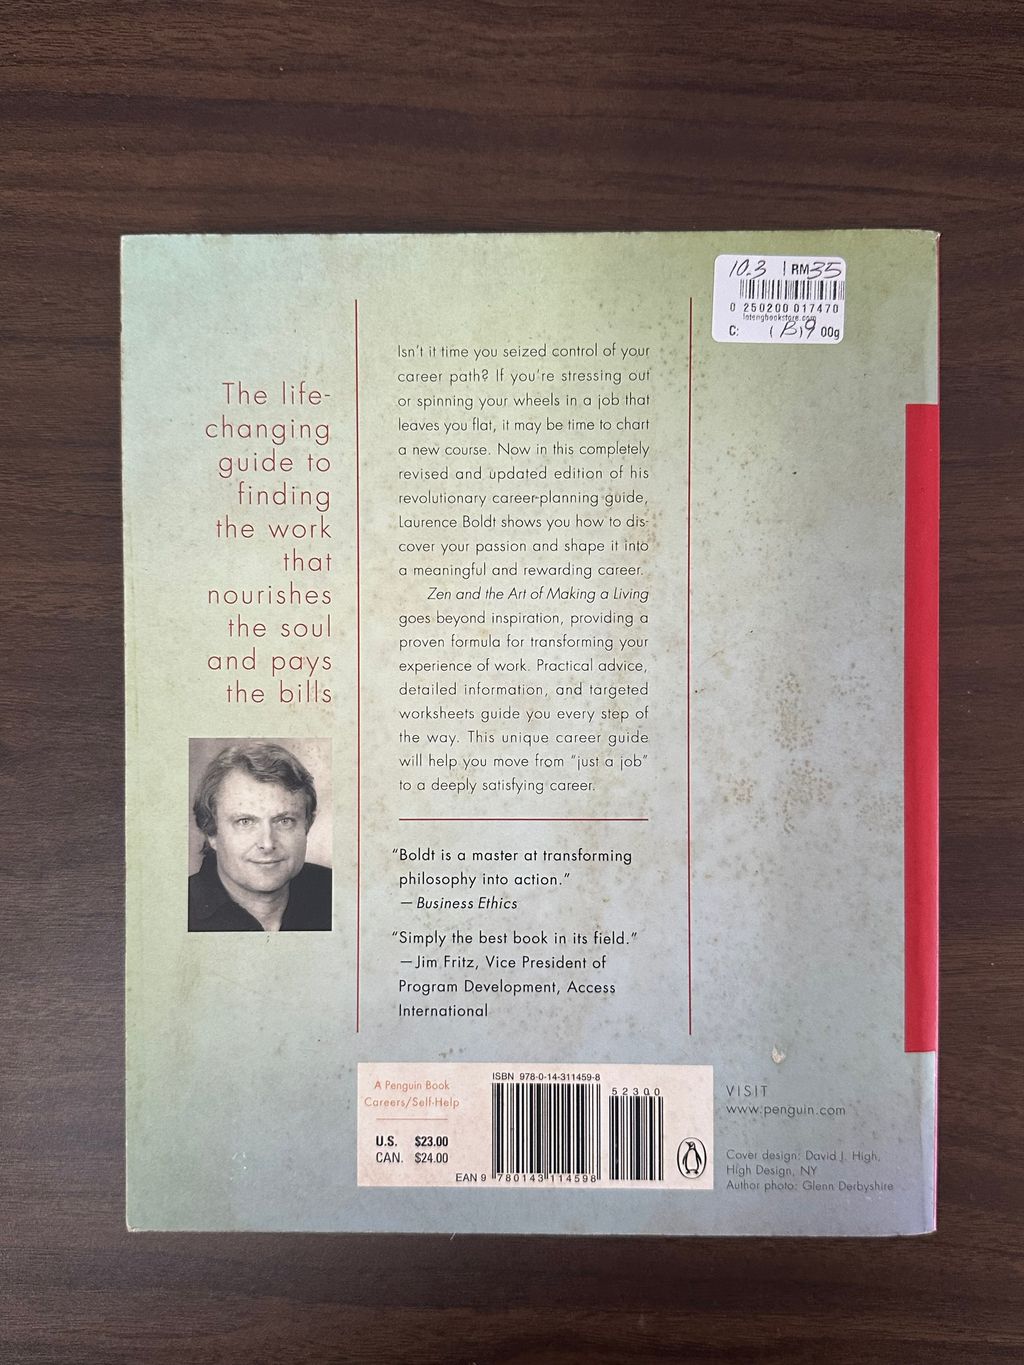 10.3 | RM35
0 250200 017470
lotengbookstore.com
C: (B)9 00g
The life-
changing
guide to
finding
the work
that
nourishes
the soul
and pays
the bills
Isn't it time you seized control of your
career path? If you're stressing out
or spinning your wheels in a job that
leaves you flat, it may be time to chart
a new course. Now in this completely
revised and updated edition of his
revolutionary career-planning guide,
Laurence Boldt shows you how to dis-
cover your passion and shape it into
a meaningful and rewarding career.
Zen and the Art of Making a Living
goes beyond inspiration, providing a
proven formula for transforming your
experience of work. Practical advice,
detailed information, and targeted
worksheets guide you every step of
the way. This unique career guide
will help you move from "just a job"
to a deeply satisfying career.
"Boldt is a master at transforming
philosophy into action."
—Business Ethics
"Simply the best book in its field."
—Jim Fritz, Vice President of
Program Development, Access
International
A Penguin Book
Careers/Self-Help
U.S. $23.00
CAN. $24.00
ISBN 978-0-14-311459-8
52300
EAN 9 780143 114598
VISIT
www.penguin.com
Cover design: David J. High,
High Design, NY
Author photo: Glenn Derbyshire